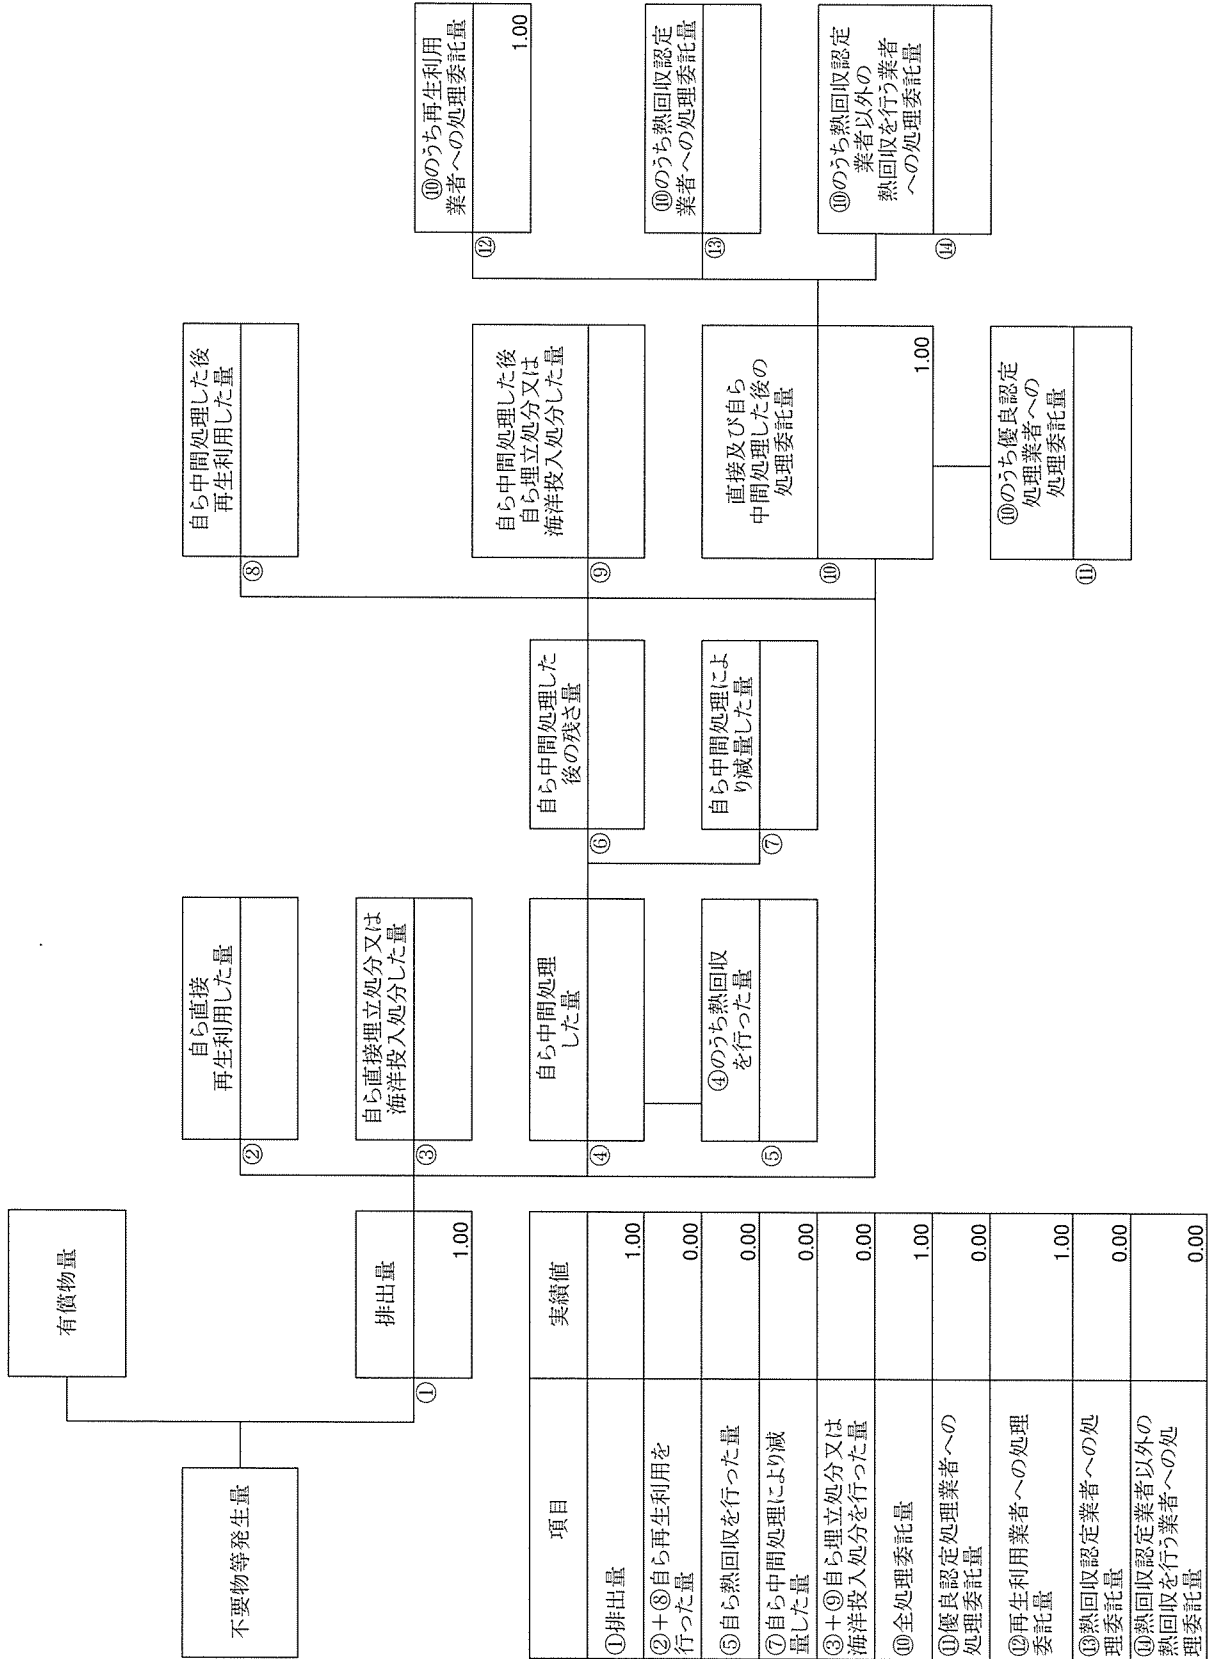 不要物等発生量
有償物量
①
排出量
1.00
②
自ら直接
再生利用した量
③
自ら直接埋立処分又は
海洋投入処分した量
④
自ら中間処理
した量
⑤
④のうち熱回収
を行った量
⑥
自ら中間処理した
後の残さ量
⑦
自ら中間処理によ
り減量した量
⑧
自ら中間処理した後
再生利用した量
⑨
自ら中間処理した後
自ら埋立処分又は
海洋投入処分した量
⑩
直接及び自ら
中間処理した後の
処理委託量
1.00
⑪
⑩のうち優良認定
処理業者への
処理委託量
⑫
⑩のうち再生利用
業者への処理委託量
1.00
⑬
⑩のうち熱回収認定
業者への処理委託量
⑭
⑩のうち熱回収認定
業者以外の
熱回収を行う業者
への処理委託量
項目 実績値
①排出量 1.00
②+⑧自ら再生利用を
行った量 0.00
⑤自ら熱回収を行った量 0.00
⑦自ら中間処理により減
量した量 0.00
③+⑨自ら埋立処分又は
海洋投入処分を行った量 0.00
⑩全処理委託量 1.00
⑪優良認定処理業者への
処理委託量 0.00
⑫再生利用業者への処理
委託量 1.00
⑬熱回収認定業者への処
理委託量 0.00
⑭熱回収認定業者以外の
熱回収を行う業者への処
理委託量 0.00